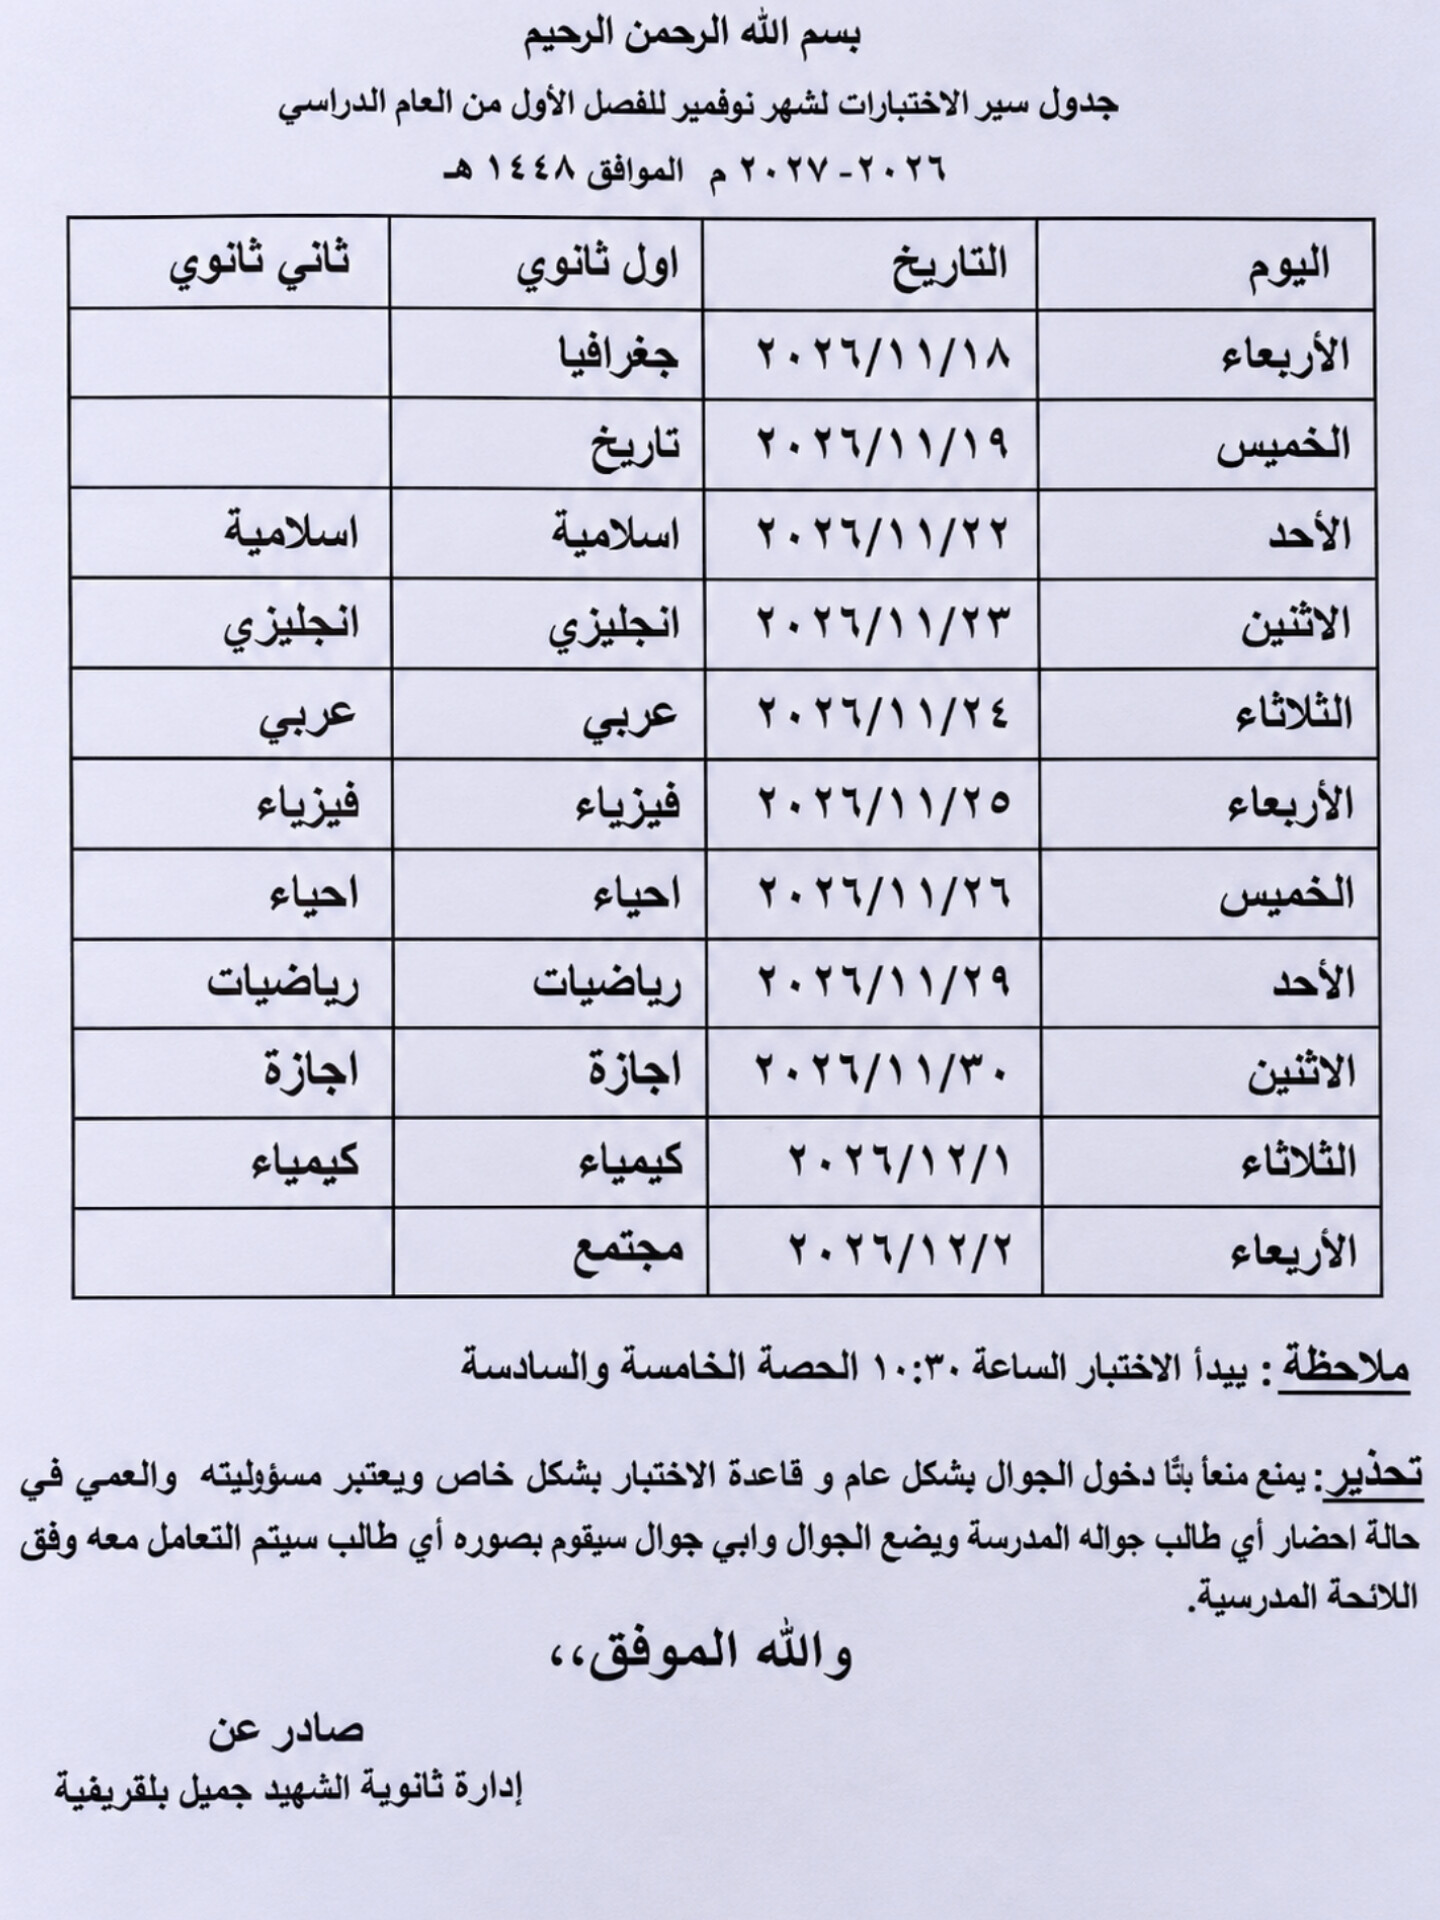 بسم الله الرحمن الرحيم
جدول سير الاختبارات لشهر نوفمبر للفصل الأول من العام الدراسي
٢٠٢٦-٢٠٢٧ م الموافق ١٤٤٨ هـ
اليوم التاريخ اول ثانوي ثاني ثانوي
الأربعاء ٢٠٢٦/١١/١٨ جغرافيا
الخميس ٢٠٢٦/١١/١٩ تاريخ
الأحد ٢٠٢٦/١١/٢٢ اسلامية اسلامية
الاثنين ٢٠٢٦/١١/٢٣ انجليزي انجليزي
الثلاثاء ٢٠٢٦/١١/٢٤ عربي عربي
الأربعاء ٢٠٢٦/١١/٢٥ فيزياء فيزياء
الخميس ٢٠٢٦/١١/٢٦ احياء احياء
الأحد ٢٠٢٦/١١/٢٩ رياضيات رياضيات
الاثنين ٢٠٢٦/١١/٣٠ اجازة اجازة
الثلاثاء ٢٠٢٦/١٢/١ كيمياء كيمياء
الأربعاء ٢٠٢٦/١٢/٢ مجتمع
ملاحظة : يبدأ الاختبار الساعة ١٠:٣٠ الحصة الخامسة والسادسة
تحذير: يمنع منعأ باتًا دخول الجوال بشكل عام و قاعدة الاختبار بشكل خاص ويعتبر مسؤوليته والعمي في
حالة احضار أي طالب جواله المدرسة ويضع الجوال وابي جوال سيقوم بصوره أي طالب سيتم التعامل معه وفق
اللائحة المدرسية.
والله الموفق،،
صادر عن
إدارة ثانوية الشهيد جميل بلقريفية